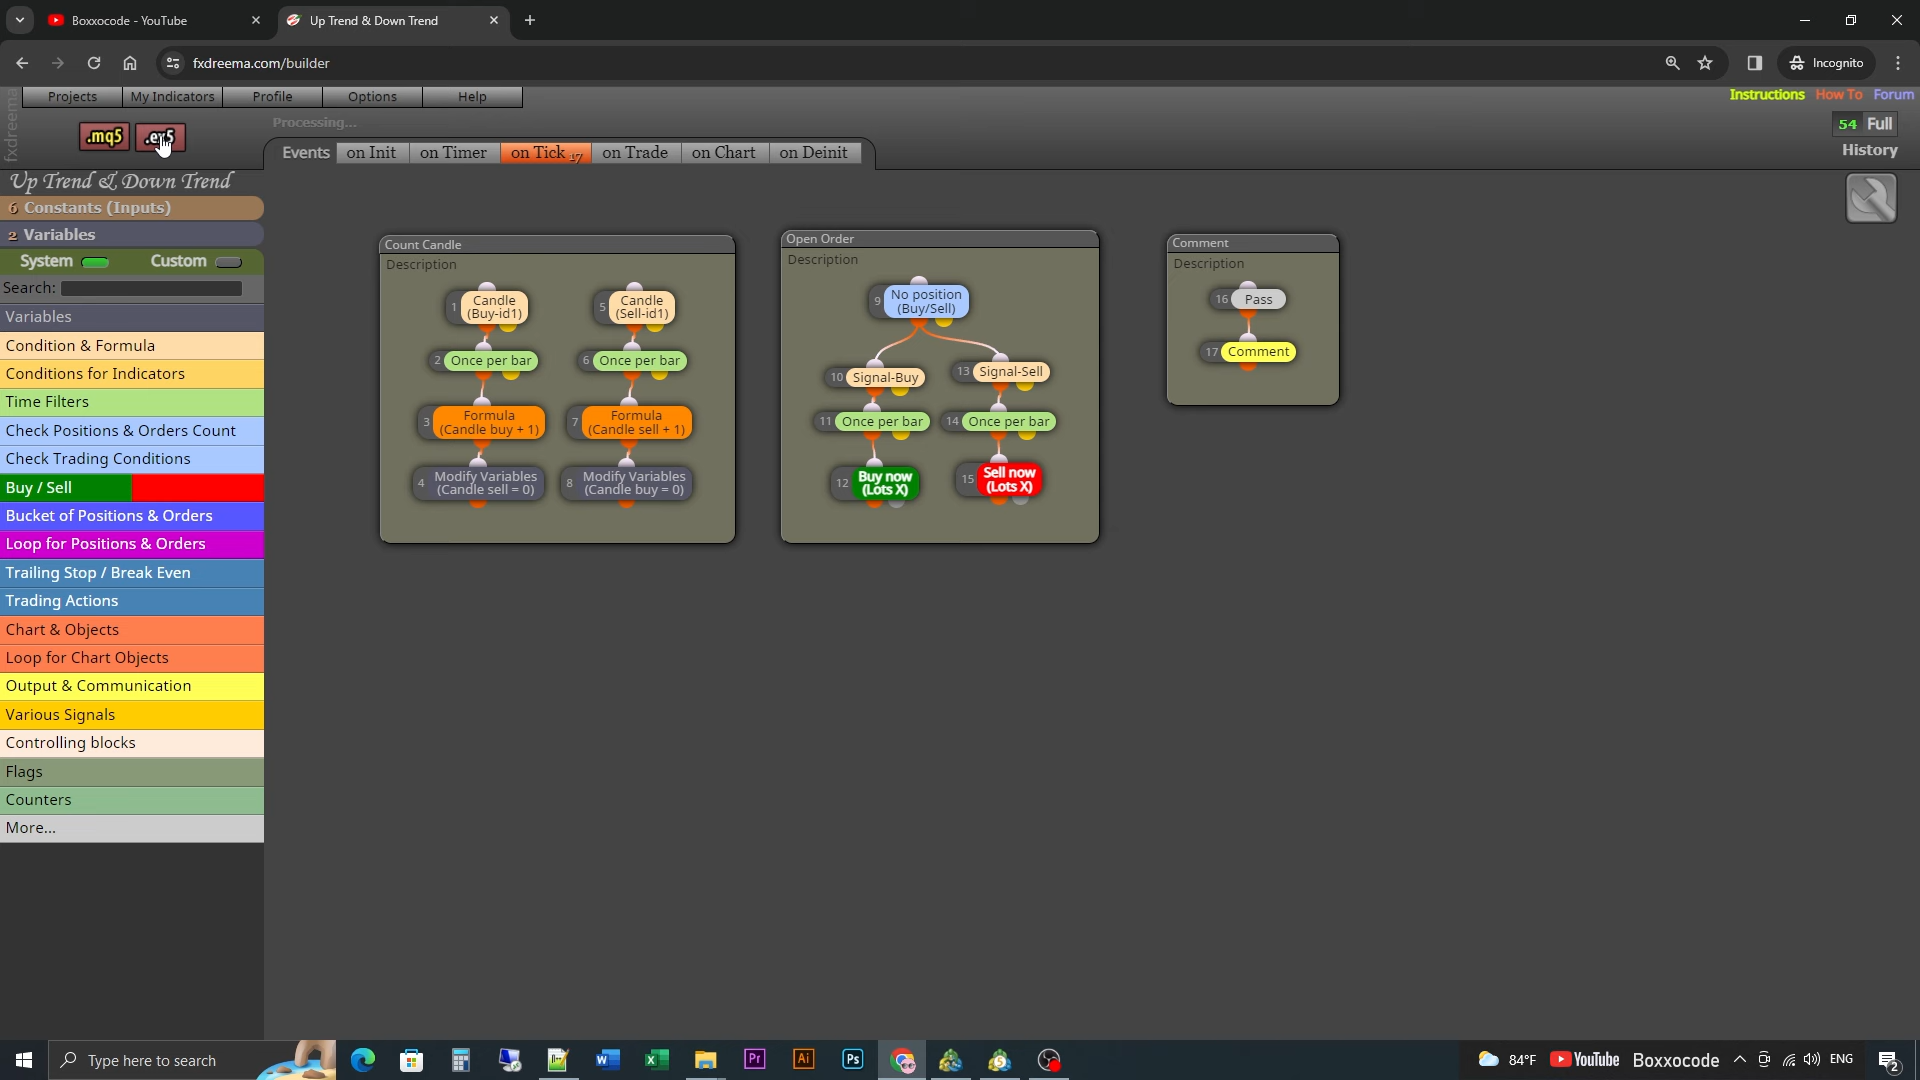 Boxxocode - YouTube
Up Trend & Down Trend
fxdreema.com/builder
Incognito
Projects
My Indicators
Profile
Options
Help
Instructions
How To
Forum
fxdreema
.mq5
.ex5
Processing...
54 Full
History
Events
on Init
on Timer
on Tick 17
on Trade
on Chart
on Deinit
Up Trend & Down Trend
6 Constants (Inputs)
2 Variables
System
Custom
Search:
Variables
Condition & Formula
Conditions for Indicators
Time Filters
Check Positions & Orders Count
Check Trading Conditions
Buy / Sell
Bucket of Positions & Orders
Loop for Positions & Orders
Trailing Stop / Break Even
Trading Actions
Chart & Objects
Loop for Chart Objects
Output & Communication
Various Signals
Controlling blocks
Flags
Counters
More...
Count Candle
Description
1 Candle
(Buy-id1)
5 Candle
(Sell-id1)
2 Once per bar
6 Once per bar
3 Formula
(Candle buy + 1)
7 Formula
(Candle sell + 1)
4 Modify Variables
(Candle sell = 0)
8 Modify Variables
(Candle buy = 0)
Open Order
Description
9 No position
(Buy/Sell)
10 Signal-Buy
13 Signal-Sell
11 Once per bar
14 Once per bar
12 Buy now
(Lots X)
15 Sell now
(Lots X)
Comment
Description
16 Pass
17 Comment
Type here to search
Pr
Ai
Ps
84°F
YouTube
Boxxocode
ENG
2